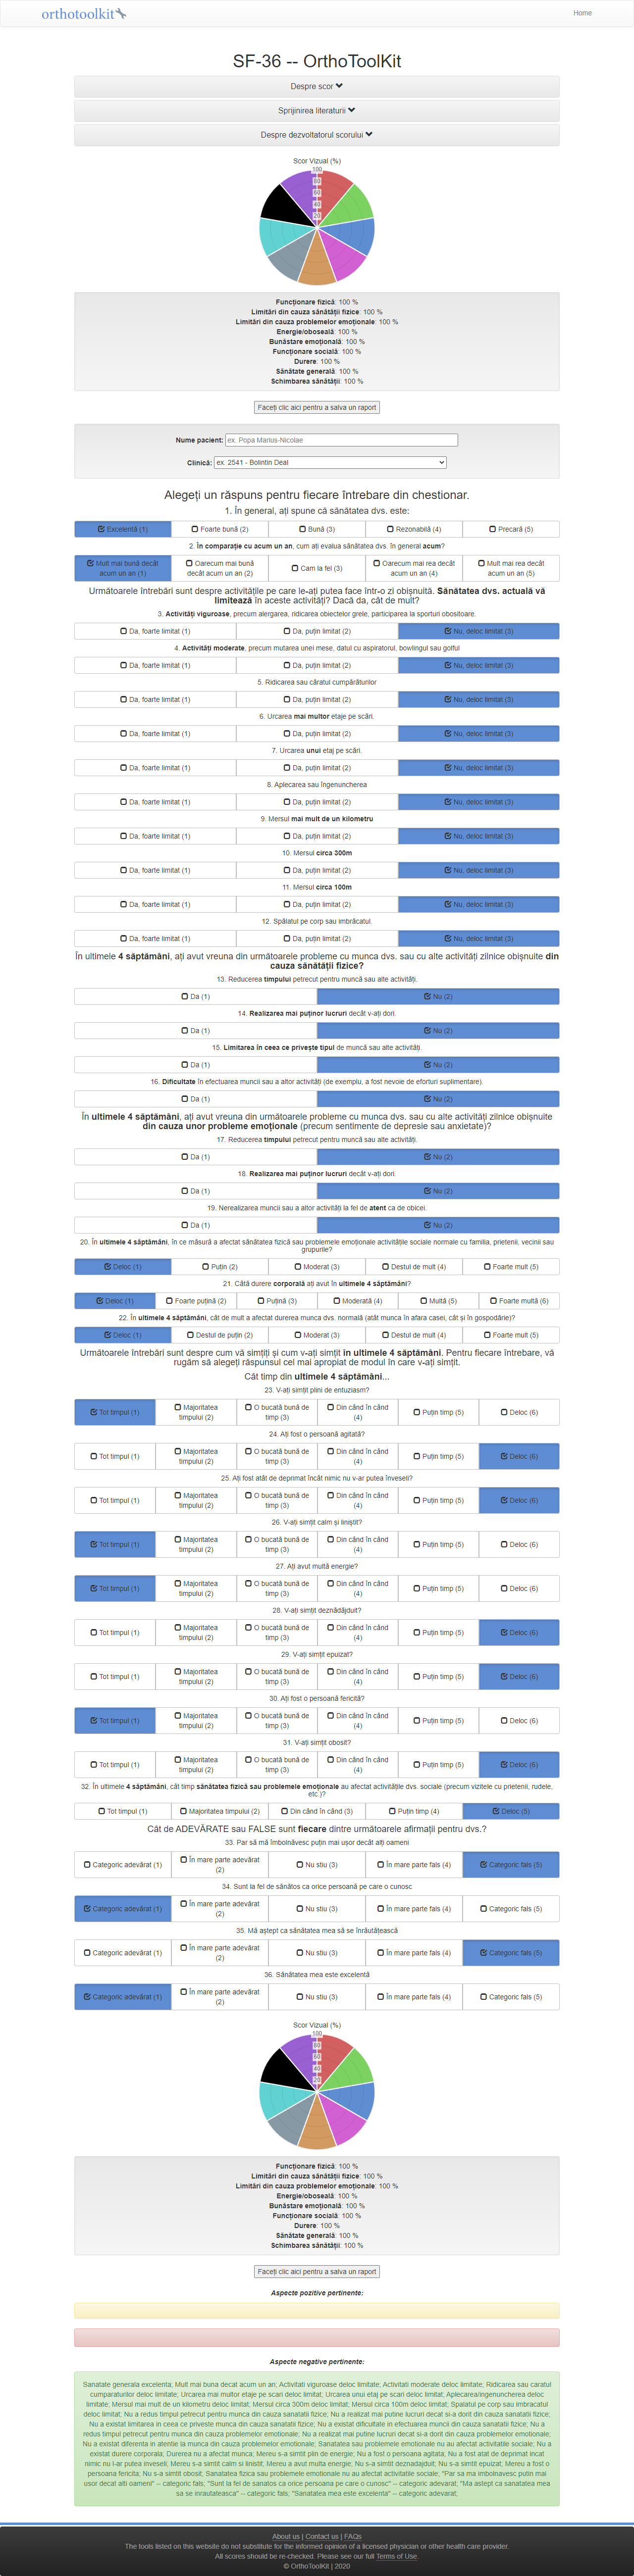 orthotoolkit
Home
SF-36 -- OrthoToolKit
Despre scor
Sprijinirea literaturii
Despre dezvoltatorul scorului
Scor Vizual (%)
100
80
60
40
20
Funcționare fizică: 100 %
Limitări din cauza sănătății fizice: 100 %
Limitări din cauza problemelor emoționale: 100 %
Energie/oboseală: 100 %
Bunăstare emoțională: 100 %
Funcționare socială: 100 %
Durere: 100 %
Sănătate generală: 100 %
Schimbarea sănătății: 100 %
Faceți clic aici pentru a salva un raport
Nume pacient: ex. Popa Marius-Nicolae
Clinică: ex. 2541 - Bolintin Deal
Alegeți un răspuns pentru fiecare întrebare din chestionar.
1. În general, ați spune că sănătatea dvs. este:
Excelentă (1) Foarte bună (2) Bună (3) Rezonabilă (4) Precară (5)
2. În comparație cu acum un an, cum ați evalua sănătatea dvs. în general acum?
Mult mai bună decât acum un an (1) Oarecum mai bună decât acum un an (2) Cam la fel (3) Oarecum mai rea decât acum un an (4) Mult mai rea decât acum un an (5)
Următoarele întrebări sunt despre activitățile pe care le-ați putea face într-o zi obișnuită. Sănătatea dvs. actuală vă
limitează în aceste activități? Dacă da, cât de mult?
3. Activități viguroase, precum alergarea, ridicarea obiectelor grele, participarea la sporturi obositoare.
Da, foarte limitat (1) Da, puțin limitat (2) Nu, deloc limitat (3)
4. Activități moderate, precum mutarea unei mese, datul cu aspiratorul, bowlingul sau golful
Da, foarte limitat (1) Da, puțin limitat (2) Nu, deloc limitat (3)
5. Ridicarea sau căratul cumpărăturilor
Da, foarte limitat (1) Da, puțin limitat (2) Nu, deloc limitat (3)
6. Urcarea mai multor etaje pe scări.
Da, foarte limitat (1) Da, puțin limitat (2) Nu, deloc limitat (3)
7. Urcarea unui etaj pe scări.
Da, foarte limitat (1) Da, puțin limitat (2) Nu, deloc limitat (3)
8. Aplecarea sau îngenuncherea
Da, foarte limitat (1) Da, puțin limitat (2) Nu, deloc limitat (3)
9. Mersul mai mult de un kilometru
Da, foarte limitat (1) Da, puțin limitat (2) Nu, deloc limitat (3)
10. Mersul circa 300m
Da, foarte limitat (1) Da, puțin limitat (2) Nu, deloc limitat (3)
11. Mersul circa 100m
Da, foarte limitat (1) Da, puțin limitat (2) Nu, deloc limitat (3)
12. Spălatul pe corp sau îmbrăcatul.
Da, foarte limitat (1) Da, puțin limitat (2) Nu, deloc limitat (3)
În ultimele 4 săptămâni, ați avut vreuna din următoarele probleme cu munca dvs. sau cu alte activități zilnice obișnuite din
cauza sănătății fizice?
13. Reducerea timpului petrecut pentru muncă sau alte activități.
Da (1) Nu (2)
14. Realizarea mai puținor lucruri decât v-ați dori.
Da (1) Nu (2)
15. Limitarea în ceea ce privește tipul de muncă sau alte activități.
Da (1) Nu (2)
16. Dificultate în efectuarea muncii sau a altor activități (de exemplu, a fost nevoie de eforturi suplimentare).
Da (1) Nu (2)
În ultimele 4 săptămâni, ați avut vreuna din următoarele probleme cu munca dvs. sau cu alte activități zilnice obișnuite
din cauza unor probleme emoționale (precum sentimente de depresie sau anxietate)?
17. Reducerea timpului petrecut pentru muncă sau alte activități.
Da (1) Nu (2)
18. Realizarea mai puținor lucruri decât v-ați dori.
Da (1) Nu (2)
19. Nerealizarea muncii sau a altor activități la fel de atent ca de obicei.
Da (1) Nu (2)
20. În ultimele 4 săptămâni, în ce măsură a afectat sănătatea fizică sau problemele emoționale activitățile sociale normale cu familia, prietenii, vecinii sau
grupurile?
Deloc (1) Puțin (2) Moderat (3) Destul de mult (4) Foarte mult (5)
21. Câtă durere corporală ați avut în ultimele 4 săptămâni?
Deloc (1) Foarte puțină (2) Puțină (3) Moderată (4) Multă (5) Foarte multă (6)
22. În ultimele 4 săptămâni, cât de mult a afectat durerea munca dvs. normală (atât munca în afara casei, cât și în gospodărie)?
Deloc (1) Destul de puțin (2) Moderat (3) Destul de mult (4) Foarte mult (5)
Următoarele întrebări sunt despre cum vă simțiți și cum v-ați simțit în ultimele 4 săptămâni. Pentru fiecare întrebare, vă
rugăm să alegeți răspunsul cel mai apropiat de modul în care v-ați simțit.
Cât timp din ultimele 4 săptămâni...
23. V-ați simțit plini de entuziasm?
Tot timpul (1) Majoritatea timpului (2) O bucată bună de timp (3) Din când în când (4) Puțin timp (5) Deloc (6)
24. Ați fost o persoană agitată?
Tot timpul (1) Majoritatea timpului (2) O bucată bună de timp (3) Din când în când (4) Puțin timp (5) Deloc (6)
25. Ați fost atât de deprimat încât nimic nu v-ar putea înveseli?
Tot timpul (1) Majoritatea timpului (2) O bucată bună de timp (3) Din când în când (4) Puțin timp (5) Deloc (6)
26. V-ați simțit calm și liniștit?
Tot timpul (1) Majoritatea timpului (2) O bucată bună de timp (3) Din când în când (4) Puțin timp (5) Deloc (6)
27. Ați avut multă energie?
Tot timpul (1) Majoritatea timpului (2) O bucată bună de timp (3) Din când în când (4) Puțin timp (5) Deloc (6)
28. V-ați simțit deznădăjduit?
Tot timpul (1) Majoritatea timpului (2) O bucată bună de timp (3) Din când în când (4) Puțin timp (5) Deloc (6)
29. V-ați simțit epuizat?
Tot timpul (1) Majoritatea timpului (2) O bucată bună de timp (3) Din când în când (4) Puțin timp (5) Deloc (6)
30. Ați fost o persoană fericită?
Tot timpul (1) Majoritatea timpului (2) O bucată bună de timp (3) Din când în când (4) Puțin timp (5) Deloc (6)
31. V-ați simțit obosit?
Tot timpul (1) Majoritatea timpului (2) O bucată bună de timp (3) Din când în când (4) Puțin timp (5) Deloc (6)
32. În ultimele 4 săptămâni, cât timp sănătatea fizică sau problemele emoționale au afectat activitățile dvs. sociale (precum vizitele cu prietenii, rudele,
etc.)?
Tot timpul (1) Majoritatea timpului (2) Din când în când (3) Puțin timp (4) Deloc (5)
Cât de ADEVĂRATE sau FALSE sunt fiecare dintre următoarele afirmații pentru dvs.?
33. Par să mă îmbolnăvesc puțin mai ușor decât alți oameni
Categoric adevărat (1) În mare parte adevărat (2) Nu stiu (3) În mare parte fals (4) Categoric fals (5)
34. Sunt la fel de sănătos ca orice persoană pe care o cunosc
Categoric adevărat (1) În mare parte adevărat (2) Nu stiu (3) În mare parte fals (4) Categoric fals (5)
35. Mă aștept ca sănătatea mea să se înrăutățească
Categoric adevărat (1) În mare parte adevărat (2) Nu stiu (3) În mare parte fals (4) Categoric fals (5)
36. Sănătatea mea este excelentă
Categoric adevărat (1) În mare parte adevărat (2) Nu stiu (3) În mare parte fals (4) Categoric fals (5)
Scor Vizual (%)
100
80
60
40
20
Funcționare fizică: 100 %
Limitări din cauza sănătății fizice: 100 %
Limitări din cauza problemelor emoționale: 100 %
Energie/oboseală: 100 %
Bunăstare emoțională: 100 %
Funcționare socială: 100 %
Durere: 100 %
Sănătate generală: 100 %
Schimbarea sănătății: 100 %
Faceți clic aici pentru a salva un raport
Aspecte pozitive pertinente:
Aspecte negative pertinente:
Sanatate generala excelenta; Mult mai buna decat acum un an; Activitati viguroase deloc limitate; Activitati moderate deloc limitate; Ridicarea sau caratul
cumparaturilor deloc limitate; Urcarea mai multor etaje pe scari deloc limitat; Urcarea unui etaj pe scari deloc limitat; Aplecarea/ingenuncherea deloc
limitate; Mersul mai mult de un kilometru deloc limitat; Mersul circa 300m deloc limitat; Mersul circa 100m deloc limitat; Spalatul pe corp sau imbracatul
deloc limitat; Nu a redus timpul petrecut pentru munca din cauza sanatatii fizice; Nu a realizat mai putine lucruri decat si-a dorit din cauza sanatatii fizice;
Nu a existat limitarea in ceea ce priveste munca din cauza sanatatii fizice; Nu a existat dificultate in efectuarea muncii din cauza sanatatii fizice; Nu a
redus timpul petrecut pentru munca din cauza problemelor emotionale; Nu a realizat mai putine lucruri decat si-a dorit din cauza problemelor emotionale;
Nu a existat diferenta in atentie la munca din cauza problemelor emotionale; Sanatatea sau problemele emotionale nu au afectat activitatile sociale; Nu a
existat durere corporala; Durerea nu a afectat munca; Mereu s-a simtit plin de energie; Nu a fost o persoana agitata; Nu a fost atat de deprimat incat
nimic nu l-ar putea inveseli; Mereu s-a simtit calm si linistit; Mereu a avut multa energie; Nu s-a simtit deznadajduit; Nu s-a simtit epuizat; Mereu a fost o
persoana fericita; Nu s-a simtit obosit; Sanatatea fizica sau problemele emotionale nu au afectat activitatiile sociale; "Par sa ma imbolnavesc putin mai
usor decat alti oameni" -- categoric fals; "Sunt la fel de sanatos ca orice persoana pe care o cunosc" -- categoric adevarat; "Ma astept ca sanatatea mea
sa se inrautateasca" -- categoric fals; "Sanatatea mea este excelenta" -- categoric adevarat;
About us | Contact us | FAQs
The tools listed on this website do not substitute for the informed opinion of a licensed physician or other health care provider.
All scores should be re-checked. Please see our full Terms of Use.
© OrthoToolKit | 2020